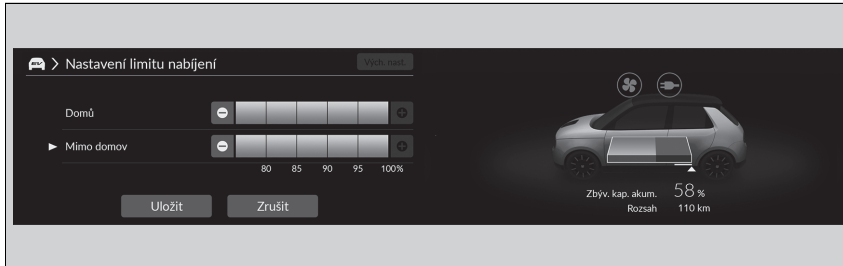 Nastavení limitu nabíjení
Vých. nast.
Domů
Mimo domov
80 85 90 95 100%
Uložit Zrušit
Zbýv. kap. akum. 58 %
Rozsah 110 km